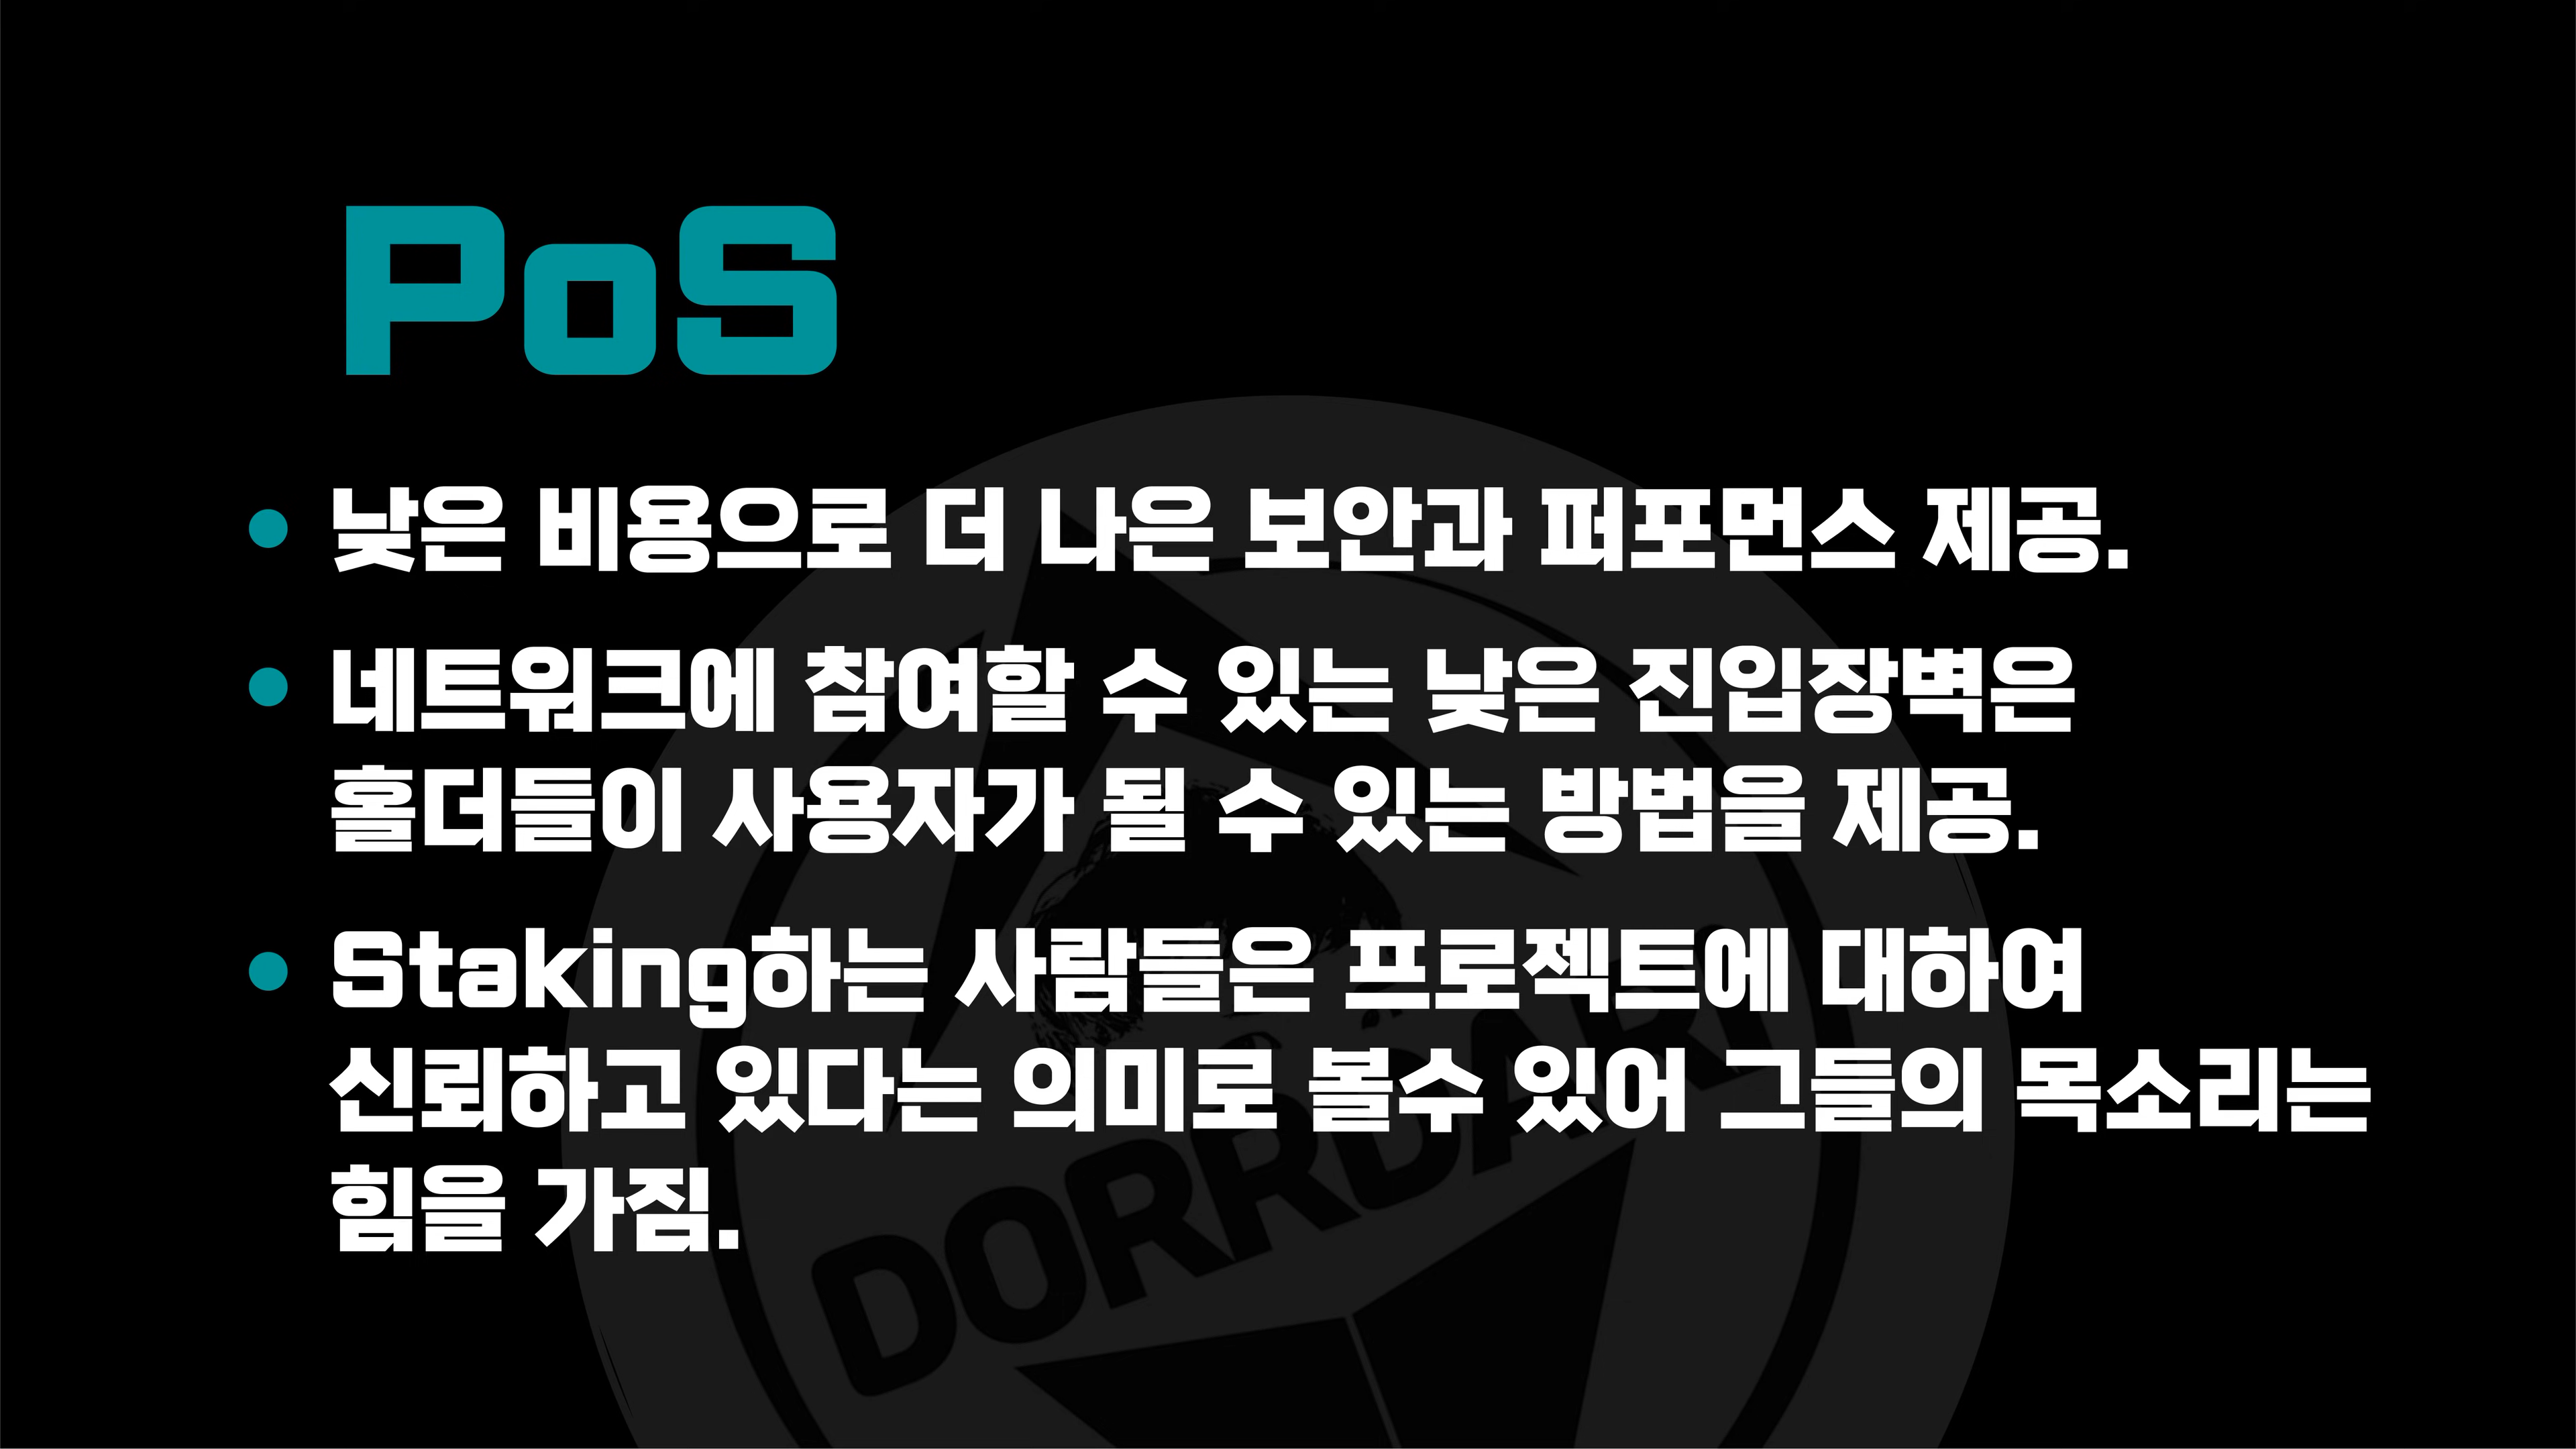 PoS
낮은 비용으로 더 나은 보안과 퍼포먼스 제공.
네트워크에 참여할 수 있는 낮은 진입장벽은
홀더들이 사용자가 될 수 있는 방법을 제공.
Staking하는 사람들은 프로젝트에 대하여
신뢰하고 있다는 의미로 볼수 있어 그들의 목소리는
힘을 가짐.
DORRDARI